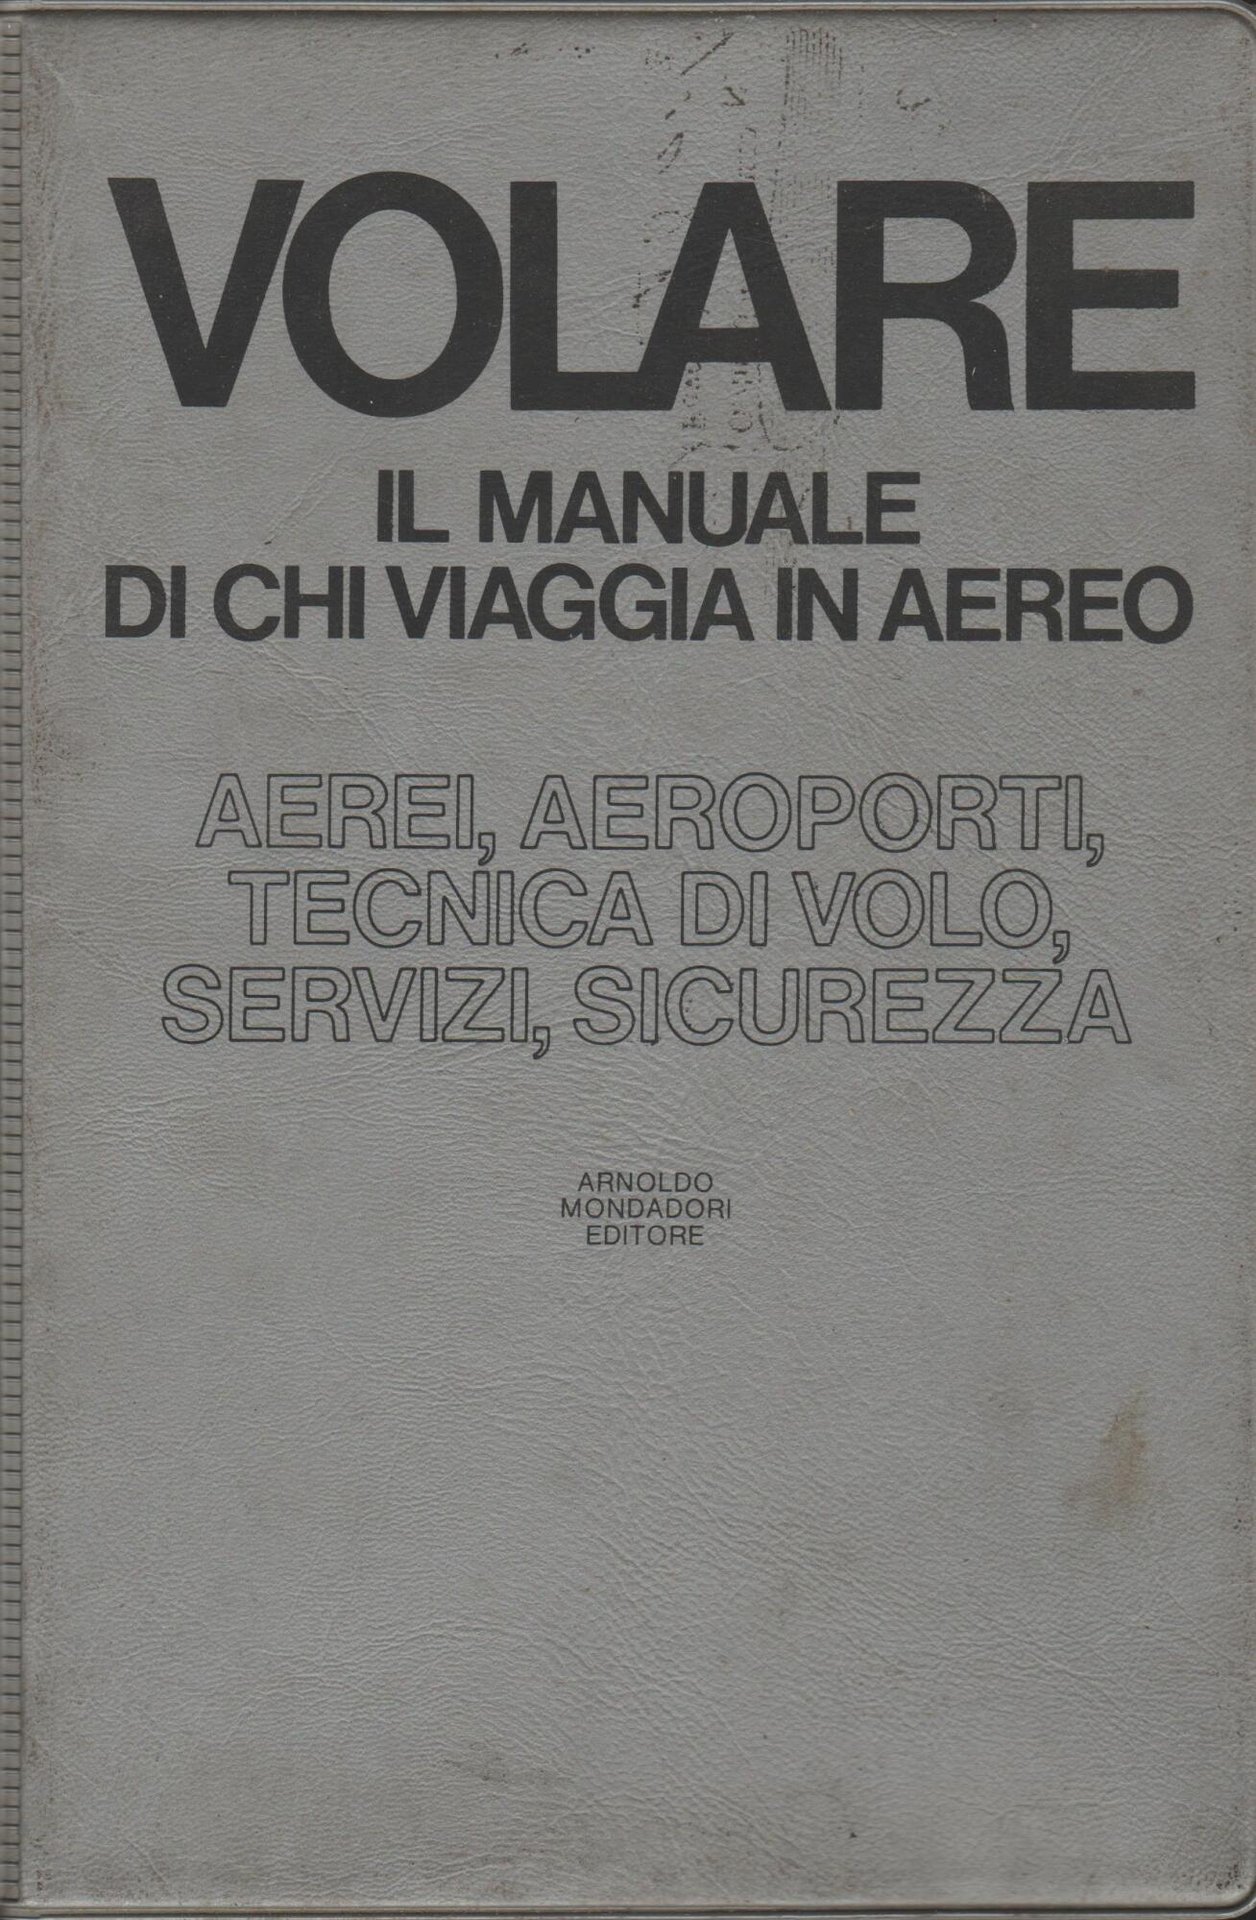 VOLARE
IL MANUALE
DI CHI VIAGGIA IN AEREO
AEREI, AEROPORTI,
TECNICA DI VOLO,
SERVIZI, SICUREZZA
ARNOLDO
MONDADORI
EDITORE